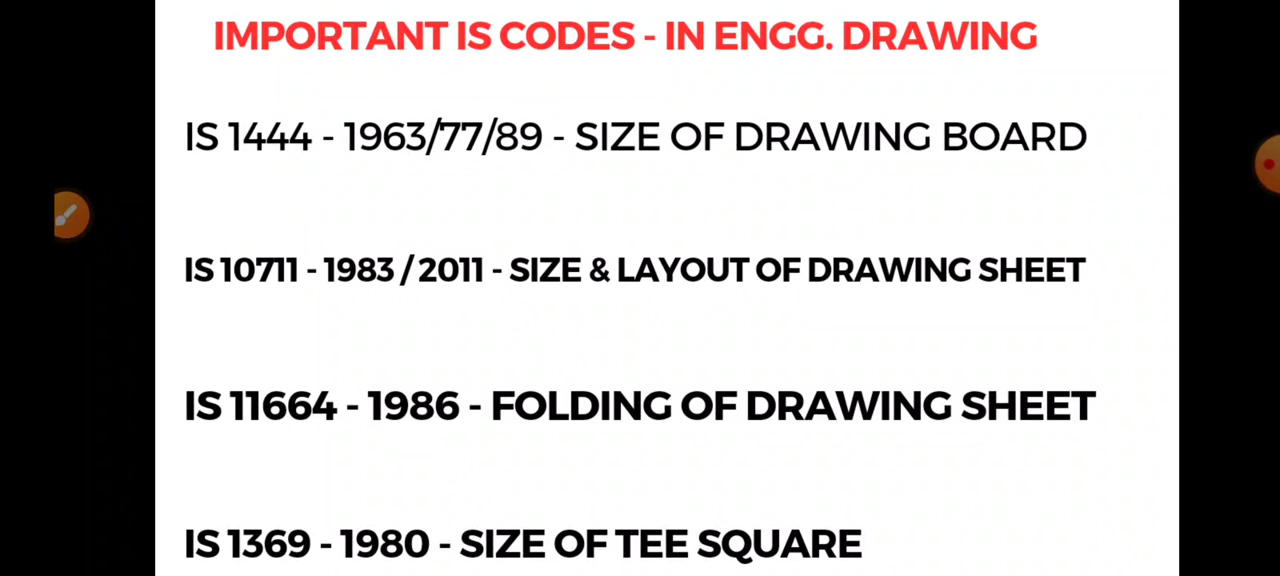 IMPORTANT IS CODES - IN ENGG. DRAWING
IS 1444 - 1963/77/89 - SIZE OF DRAWING BOARD
IS 10711 - 1983 / 2011 - SIZE & LAYOUT OF DRAWING SHEET
IS 11664 - 1986 - FOLDING OF DRAWING SHEET
IS 1369 - 1980 - SIZE OF TEE SQUARE